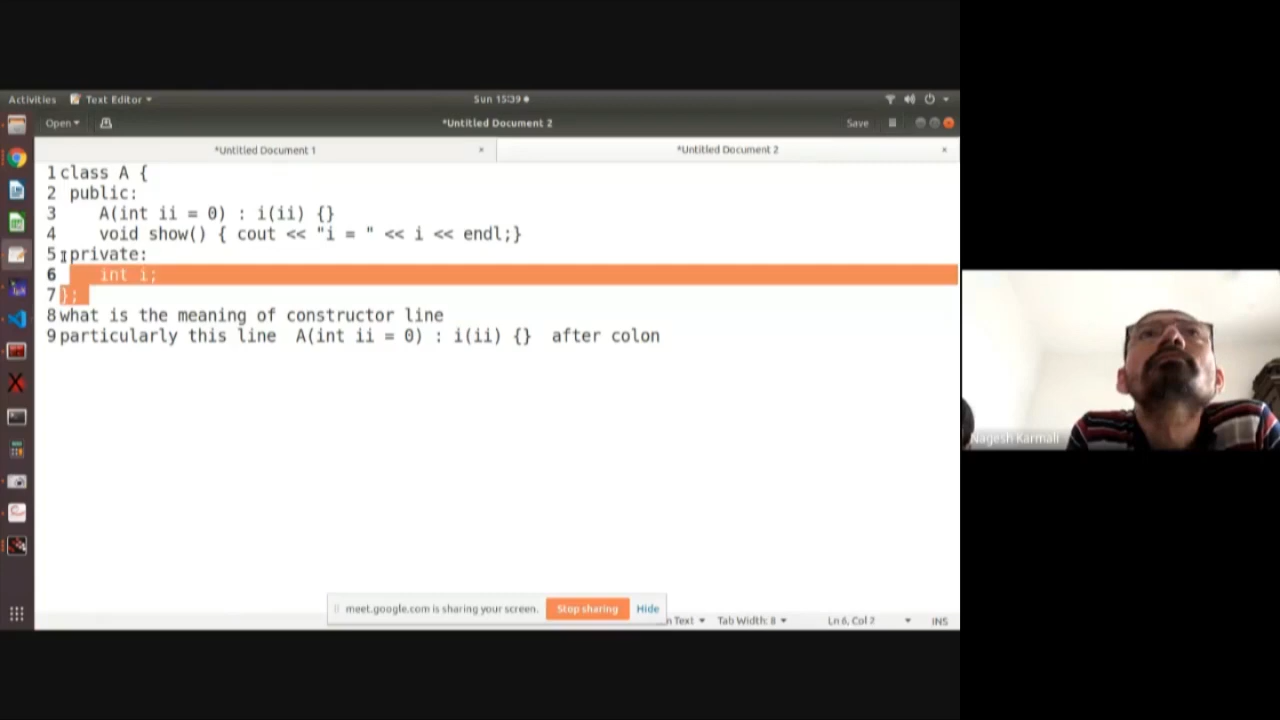 Activities Text Editor Sun 15:39
Open *Untitled Document 2 Save
*Untitled Document 1 × *Untitled Document 2 ×
1 class A {
2 public:
3 A(int ii = 0) : i(ii) {}
4 void show() { cout << "i = " << i << endl;}
5 private:
6 int i;
7 };
8 what is the meaning of constructor line
9 particularly this line A(int ii = 0) : i(ii) {} after colon
Nagesh Karmali
meet.google.com is sharing your screen. Stop sharing Hide
Text Tab Width: 8 Ln 6, Col 2 INS